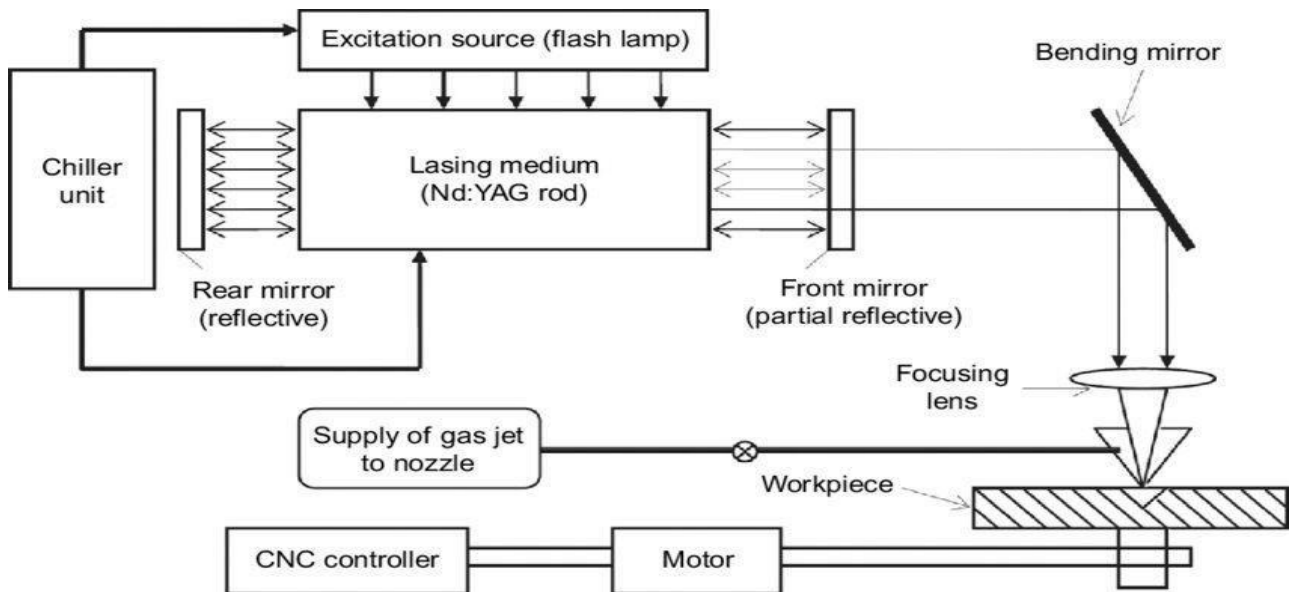 Excitation source (flash lamp)
Bending mirror
Chiller
unit
Lasing medium
(Nd:YAG rod)
Rear mirror
(reflective)
Front mirror
(partial reflective)
Focusing
lens
Supply of gas jet
to nozzle
Workpiece
CNC controller
Motor